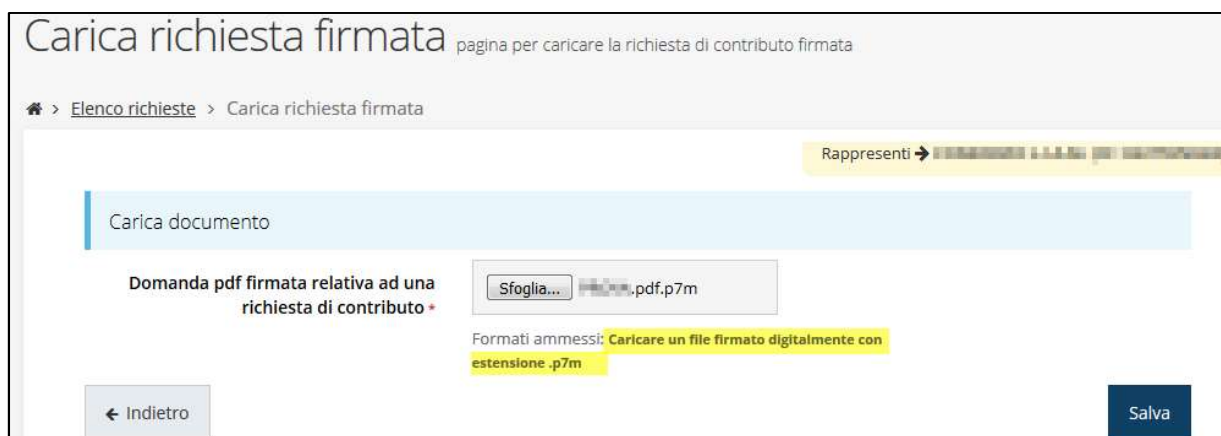 Carica richiesta firmata pagina per caricare la richiesta di contributo firmata
> Elenco richieste > Carica richiesta firmata
Rappresenti ➔
Carica documento
Domanda pdf firmata relativa ad una
richiesta di contributo *
Sfoglia... .pdf.p7m
Formati ammessi: Caricare un file firmato digitalmente con
estensione .p7m
← Indietro
Salva